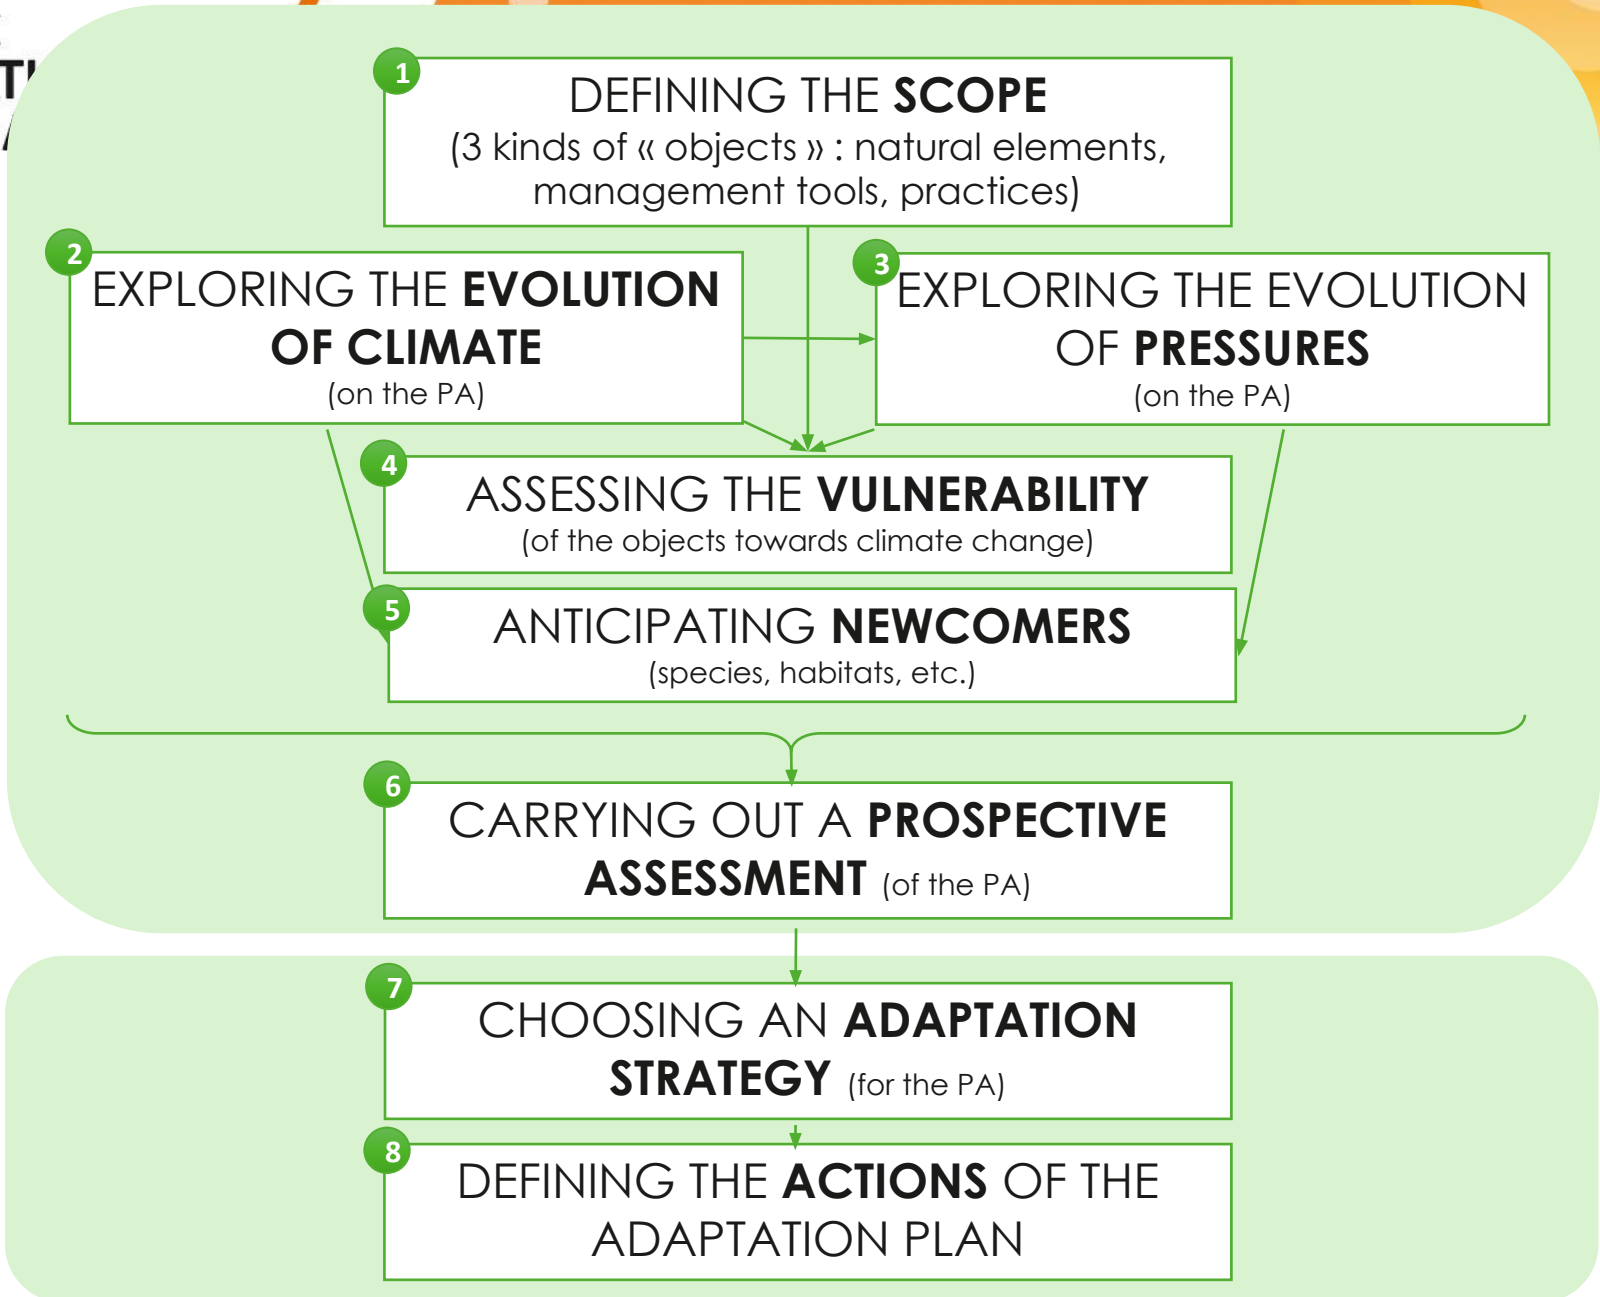 1
DEFINING THE SCOPE
(3 kinds of « objects » : natural elements,
management tools, practices)
2
EXPLORING THE EVOLUTION
OF CLIMATE
(on the PA)
3
EXPLORING THE EVOLUTION
OF PRESSURES
(on the PA)
4
ASSESSING THE VULNERABILITY
(of the objects towards climate change)
5
ANTICIPATING NEWCOMERS
(species, habitats, etc.)
6
CARRYING OUT A PROSPECTIVE
ASSESSMENT (of the PA)
7
CHOOSING AN ADAPTATION
STRATEGY (for the PA)
8
DEFINING THE ACTIONS OF THE
ADAPTATION PLAN